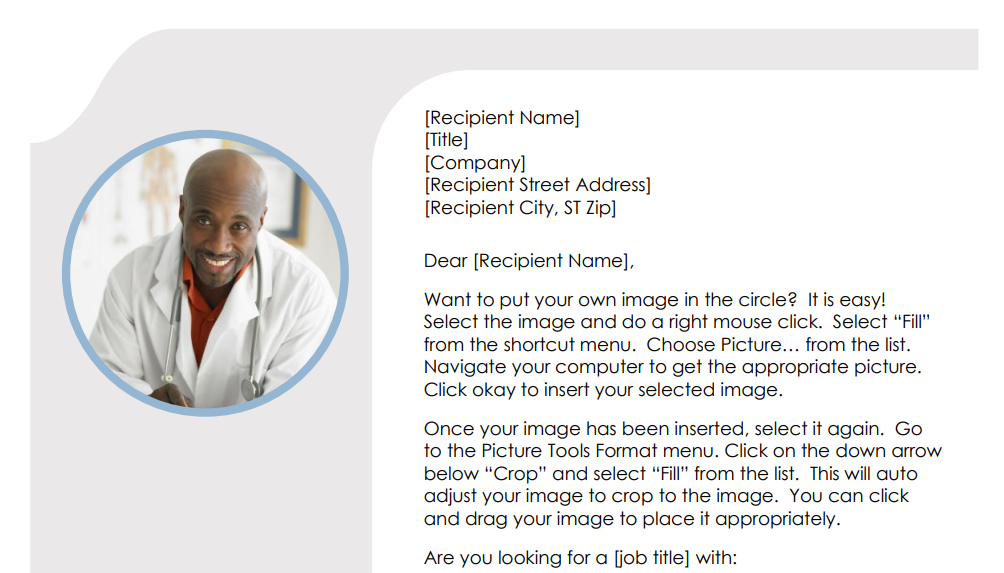 [Recipient Name]
[Title]
[Company]
[Recipient Street Address]
[Recipient City, ST Zip]
Dear [Recipient Name],
Want to put your own image in the circle?  It is easy!
Select the image and do a right mouse click.  Select “Fill”
from the shortcut menu.  Choose Picture… from the list.
Navigate your computer to get the appropriate picture.
Click okay to insert your selected image.
Once your image has been inserted, select it again.  Go
to the Picture Tools Format menu. Click on the down arrow
below “Crop” and select “Fill” from the list.  This will auto
adjust your image to crop to the image.  You can click
and drag your image to place it appropriately.
Are you looking for a [job title] with: